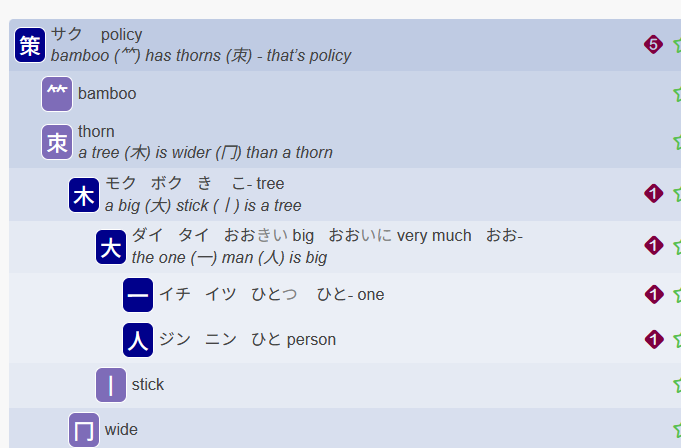 策 サク policy 5
bamboo (⺮) has thorns (朿) - that's policy
⺮ bamboo
朿 thorn
a tree (木) is wider (冂) than a thorn
木 モク ボク き こ- tree 1
a big (大) stick (丨) is a tree
大 ダイ タイ おおきい big おおいに very much おお- 1
the one (一) man (人) is big
一 イチ イツ ひとつ ひと- one 1
人 ジン ニン ひと person 1
丨 stick
冂 wide